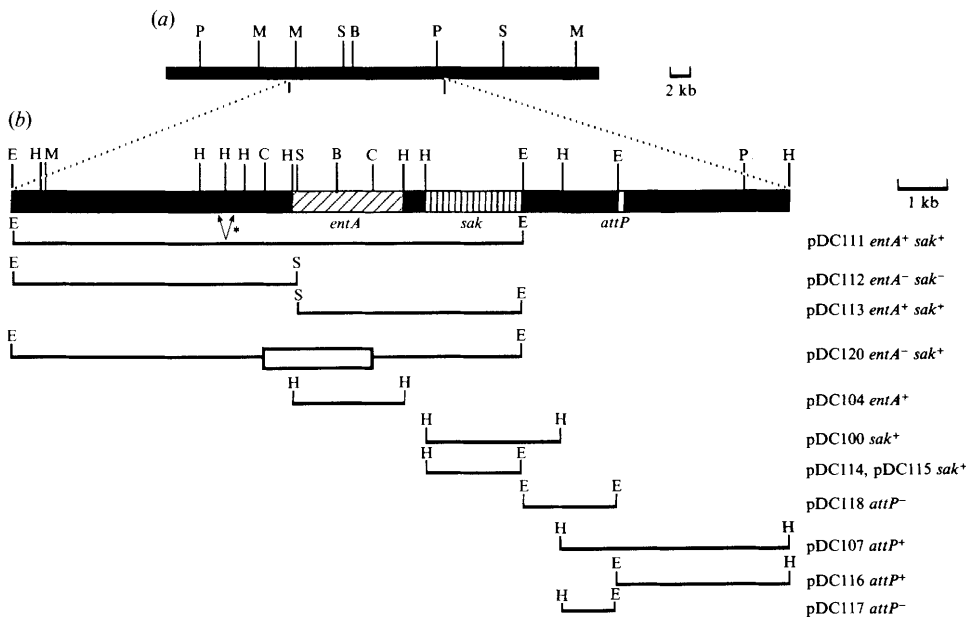 (a)
P M M S B P S M
2 kb
(b)
E H M H H H C H S B C H H E H E P H
1 kb
entA sak attP
*
E E
pDC111 entA+ sak+
E S
pDC112 entA− sak−
S E
pDC113 entA+ sak+
E E
pDC120 entA− sak+
H H
pDC104 entA+
H H
pDC100 sak+
H E
pDC114, pDC115 sak+
E E
pDC118 attP−
H H
pDC107 attP+
E H
pDC116 attP+
H E
pDC117 attP−